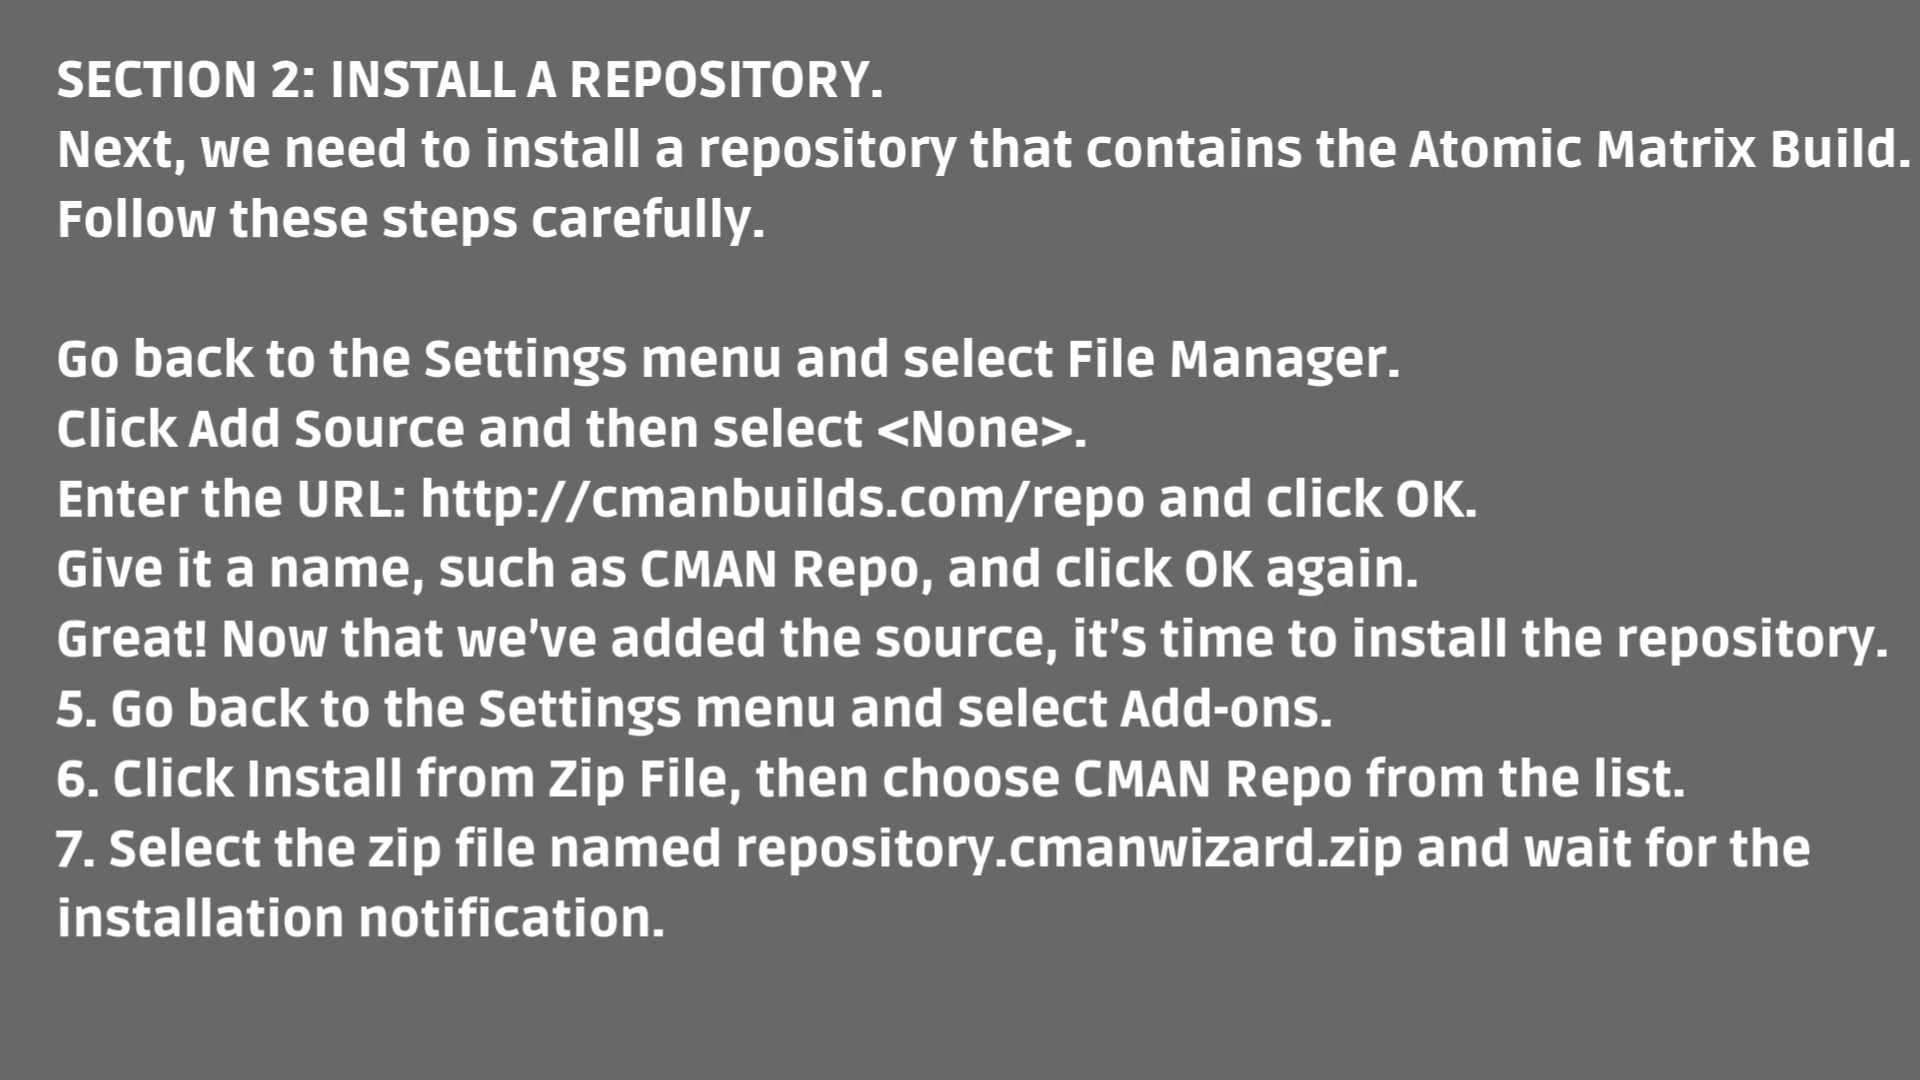 SECTION 2: INSTALL A REPOSITORY.
Next, we need to install a repository that contains the Atomic Matrix Build.
Follow these steps carefully.
Go back to the Settings menu and select File Manager.
Click Add Source and then select <None>.
Enter the URL: http://cmanbuilds.com/repo and click OK.
Give it a name, such as CMAN Repo, and click OK again.
Great! Now that we’ve added the source, it’s time to install the repository.
5. Go back to the Settings menu and select Add-ons.
6. Click Install from Zip File, then choose CMAN Repo from the list.
7. Select the zip file named repository.cmanwizard.zip and wait for the
installation notification.